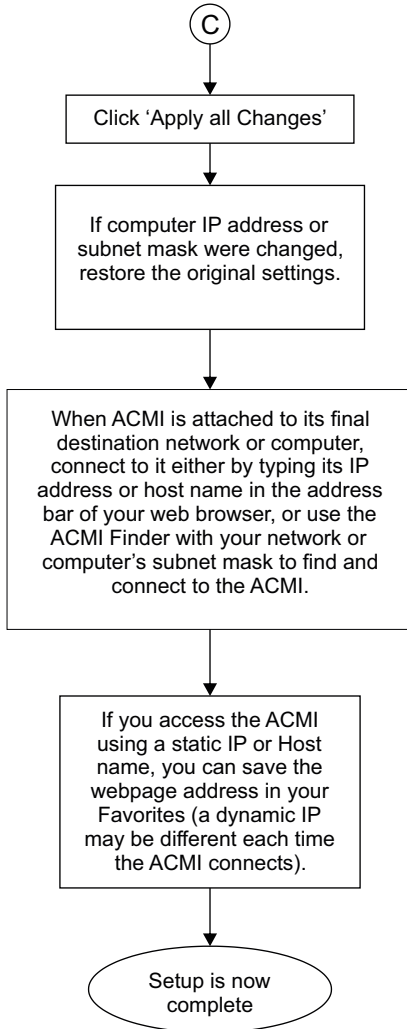 C
Click ‘Apply all Changes’
If computer IP address or
subnet mask were changed,
restore the original settings.
When ACMI is attached to its final
destination network or computer,
connect to it either by typing its IP
address or host name in the address
bar of your web browser, or use the
ACMI Finder with your network or
computer’s subnet mask to find and
connect to the ACMI.
If you access the ACMI
using a static IP or Host
name, you can save the
webpage address in your
Favorites (a dynamic IP
may be different each time
the ACMI connects).
Setup is now
complete